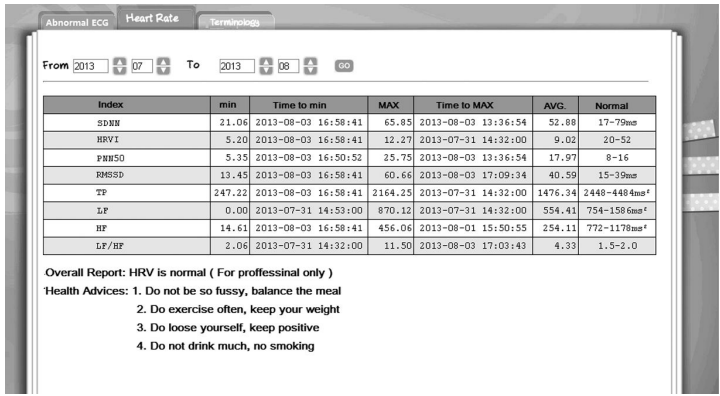 Abnormal ECG Heart Rate Terminology
From 2013 07 To 2013 08 GO
Index min Time to min MAX Time to MAX AVG. Normal
SDNN 21.06 2013-08-03 16:58:41 65.85 2013-08-03 13:36:54 52.88 17-79ms
HRVI 5.20 2013-08-03 16:58:41 12.27 2013-07-31 14:32:00 9.02 20-52
PNN50 5.35 2013-08-03 16:50:52 25.75 2013-08-03 13:36:54 17.97 8-16
RMSSD 13.45 2013-08-03 16:58:41 60.66 2013-08-03 17:09:34 40.59 15-39ms
TP 247.22 2013-08-03 16:58:41 2164.25 2013-07-31 14:32:00 1476.34 2448-4484ms²
LF 0.00 2013-07-31 14:53:00 870.12 2013-07-31 14:32:00 554.41 754-1586ms²
HF 14.61 2013-08-03 16:58:41 456.06 2013-08-01 15:50:55 254.11 772-1178ms²
LF/HF 2.06 2013-07-31 14:32:00 11.50 2013-08-03 17:03:43 4.33 1.5-2.0
Overall Report: HRV is normal ( For proffessinal only )
Health Advices: 1. Do not be so fussy, balance the meal
2. Do exercise often, keep your weight
3. Do loose yourself, keep positive
4. Do not drink much, no smoking